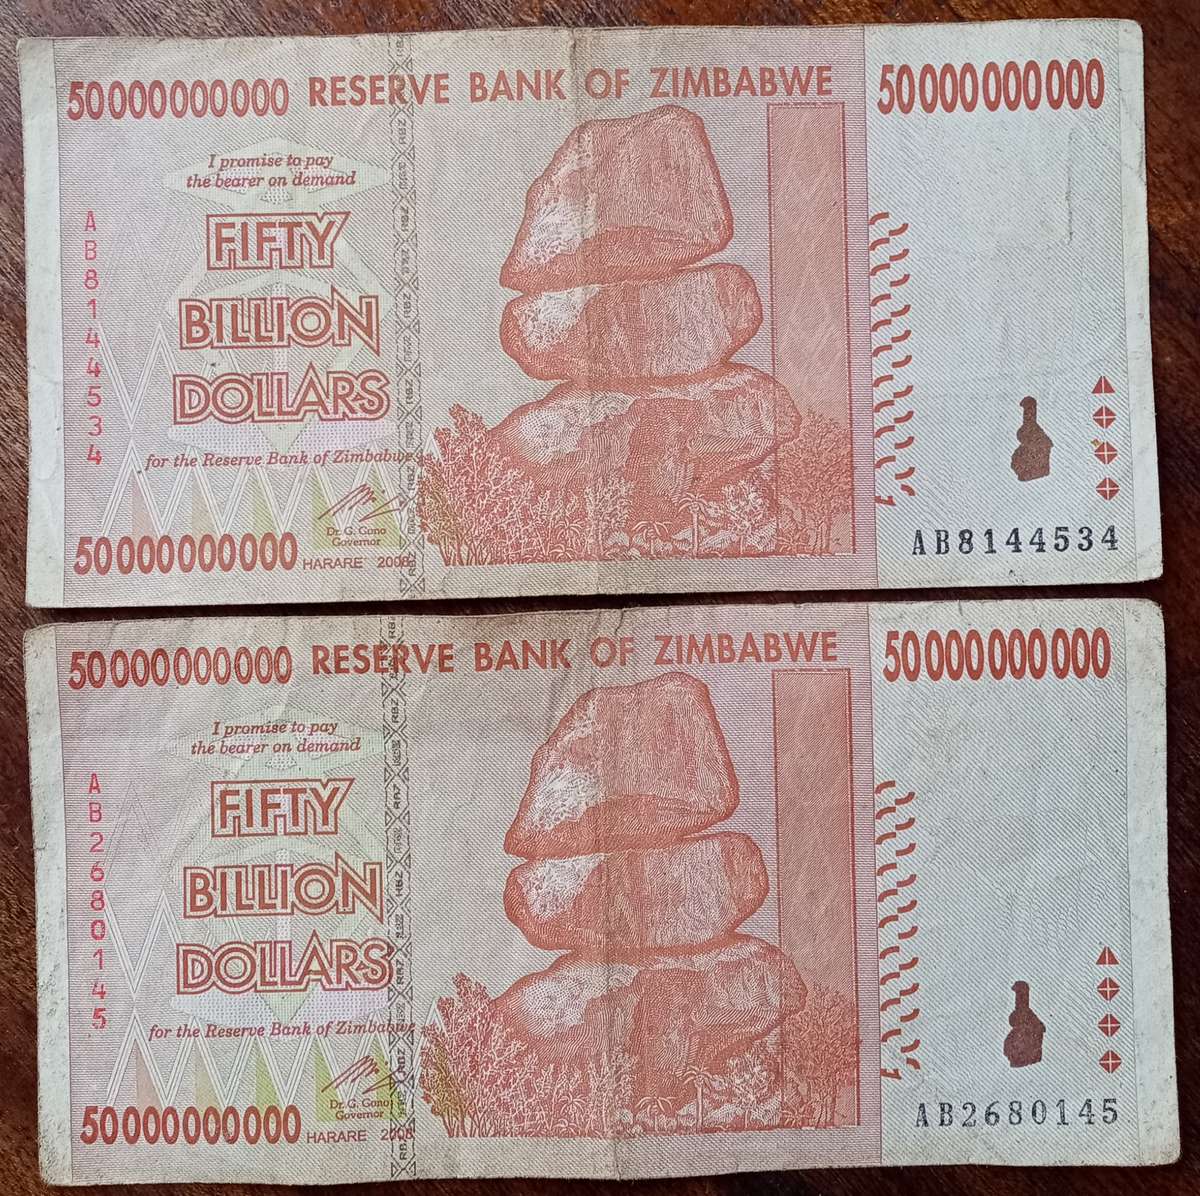 50000000000 RESERVE BANK OF ZIMBABWE 50000000000
I promise to pay
the bearer on demand
FIFTY
BILLION
DOLLARS
AB8144534
for the Reserve Bank of Zimbabwe
Dr. G. Gono
Governor
50000000000 HARARE 2008
AB8144534
50000000000 RESERVE BANK OF ZIMBABWE 50000000000
I promise to pay
the bearer on demand
FIFTY
BILLION
DOLLARS
AB2680145
for the Reserve Bank of Zimbabwe
Dr. G. Gono
Governor
50000000000 HARARE 2008
AB2680145